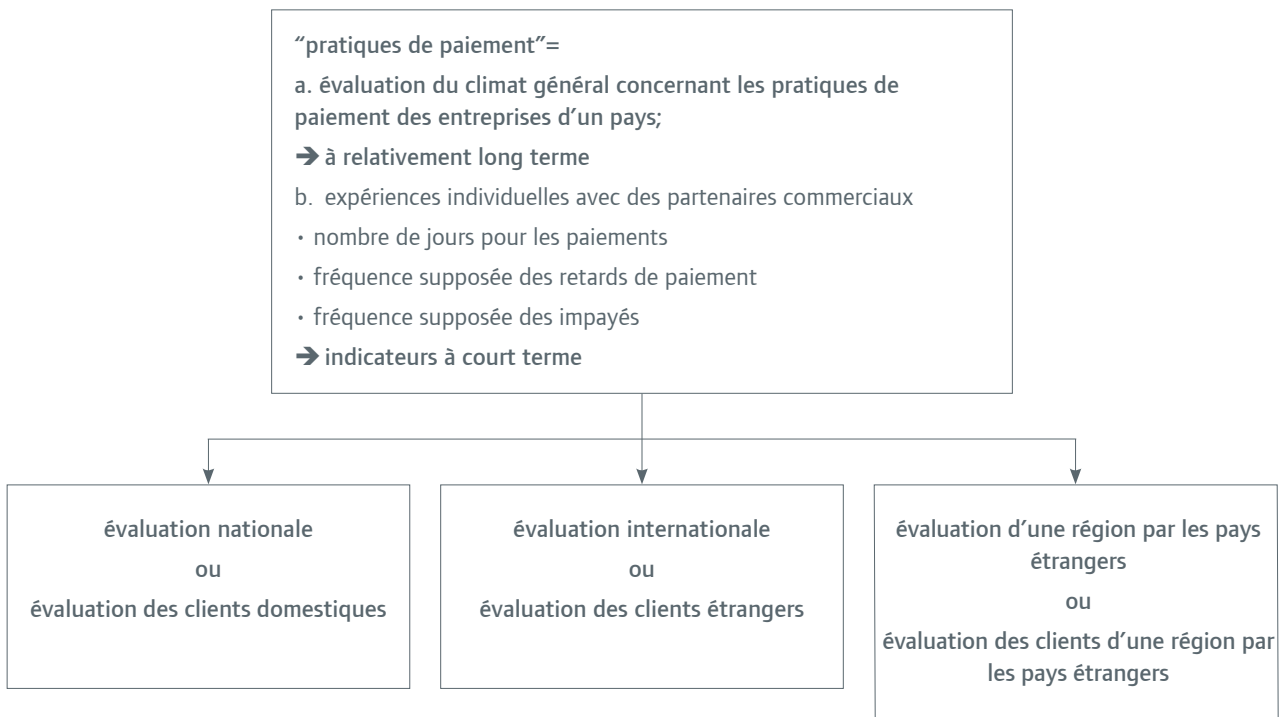 “pratiques de paiement”=
a. évaluation du climat général concernant les pratiques de
paiement des entreprises d’un pays;
➔ à relativement long terme
b. expériences individuelles avec des partenaires commerciaux
• nombre de jours pour les paiements
• fréquence supposée des retards de paiement
• fréquence supposée des impayés
➔ indicateurs à court terme
évaluation nationale
ou
évaluation des clients domestiques
évaluation internationale
ou
évaluation des clients étrangers
évaluation d’une région par les pays
étrangers
ou
évaluation des clients d’une région par
les pays étrangers